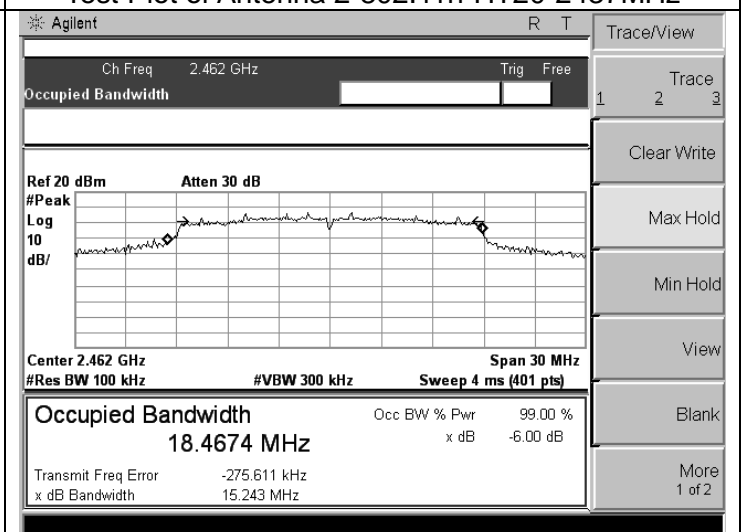 Agilent R T
Trace/View
Ch Freq 2.462 GHz Trig Free
Occupied Bandwidth
Trace
1 2 3
Clear Write
Ref 20 dBm Atten 30 dB
#Peak
Log
10
dB/
Max Hold
Min Hold
View
Center 2.462 GHz Span 30 MHz
#Res BW 100 kHz #VBW 300 kHz Sweep 4 ms (401 pts)
Occupied Bandwidth Occ BW % Pwr 99.00 %
18.4674 MHz x dB -6.00 dB
Blank
Transmit Freq Error -275.611 kHz
x dB Bandwidth 15.243 MHz
More
1 of 2